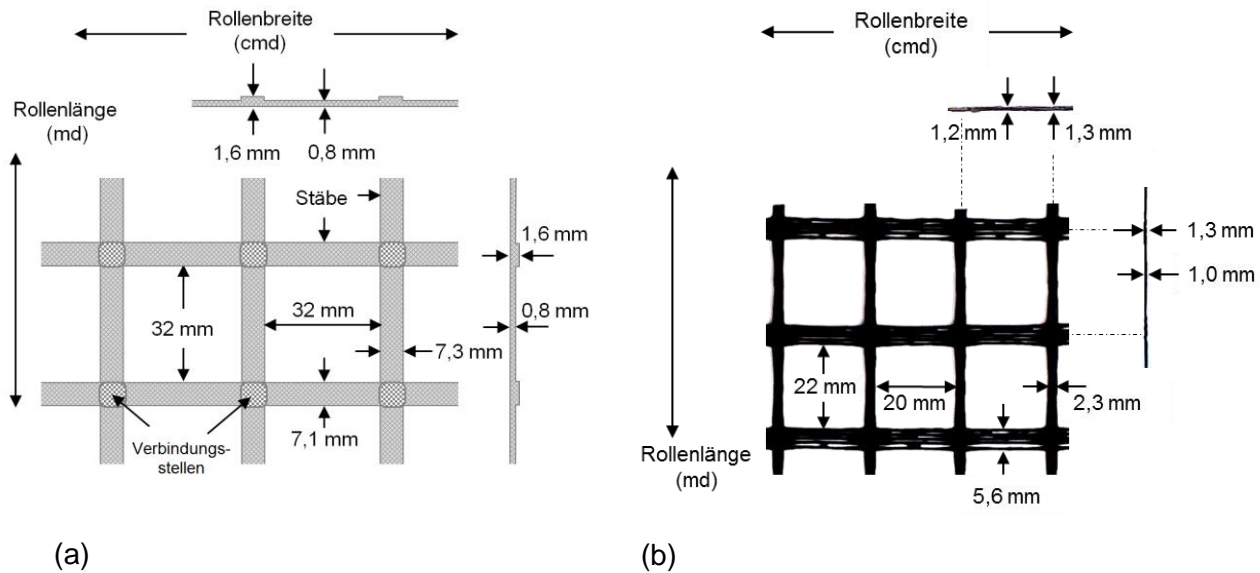 Rollenbreite
(cmd)
Rollenlänge
(md)
1,6 mm
0,8 mm
Stäbe
1,6 mm
32 mm
32 mm
0,8 mm
7,3 mm
7,1 mm
Verbindungs-
stellen
(a)
Rollenbreite
(cmd)
1,2 mm
1,3 mm
1,3 mm
1,0 mm
22 mm
20 mm
2,3 mm
Rollenlänge
(md)
5,6 mm
(b)